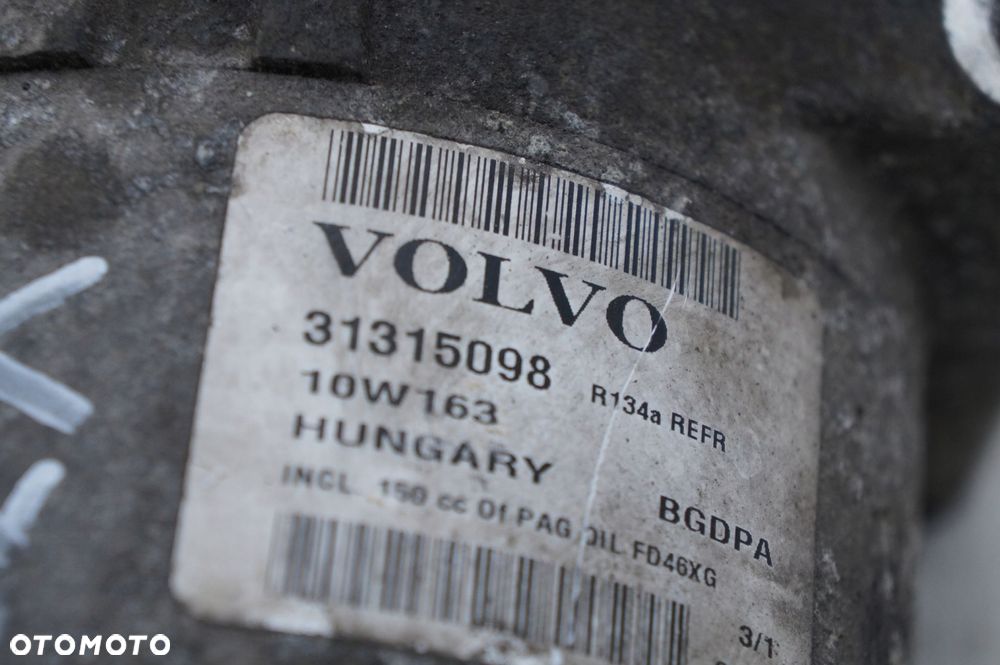 VOLVO
31315098
R134a REFR
10W163
HUNGARY
BGDPA
INCL. 150 cc Of PAG OIL FD46XG
3/1
OTOMOTO